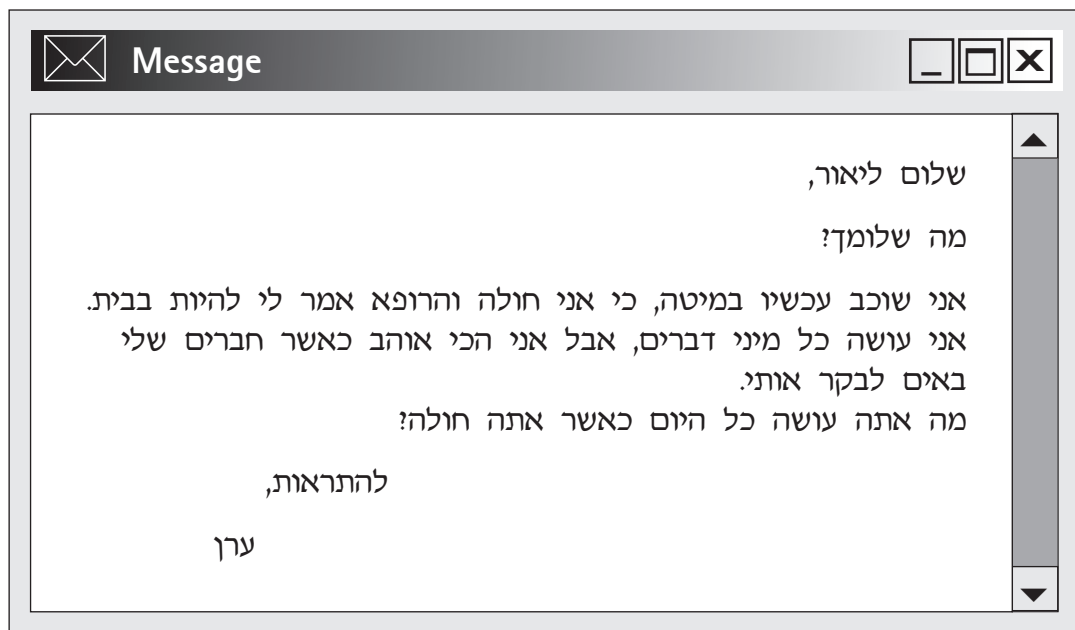 Message
שלום ליאור,
מה שלומך?
אני שוכב עכשיו במיטה, כי אני חולה והרופא אמר לי להיות בבית.
אני עושה כל מיני דברים, אבל אני הכי אוהב כאשר חברים שלי
באים לבקר אותי.
מה אתה עושה כל היום כאשר אתה חולה?
להתראות,
ערן